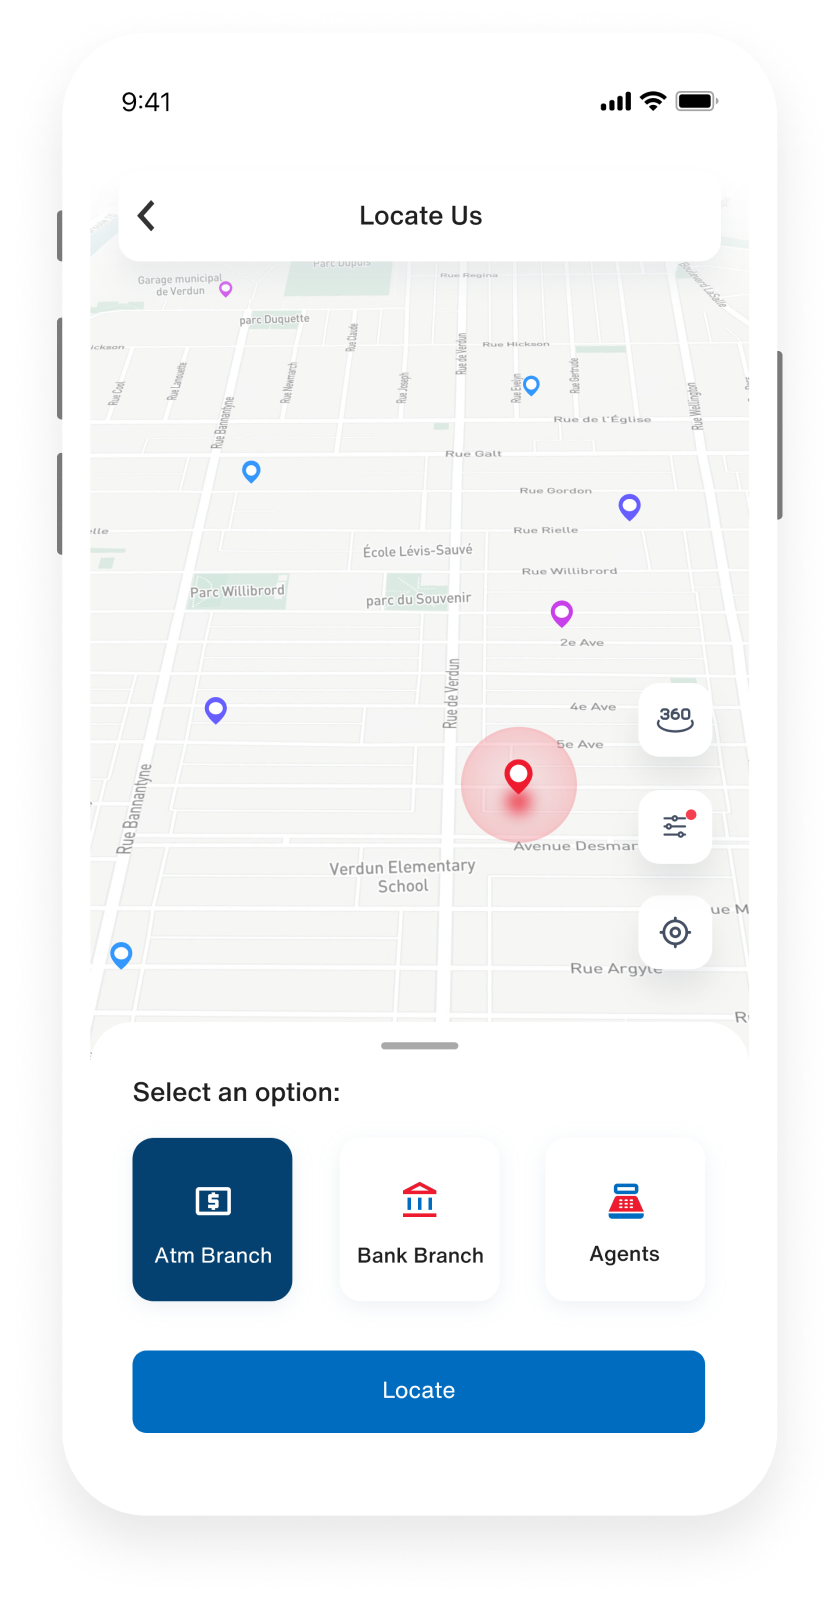 9:41
Locate Us
Parc Dupuis
Rue Regina
Boulevard LaSalle
Garage municipal
de Verdun
parc Duquette
Rue Claude
Rue de Verdun
Rue Hickson
ickson
Rue Cool
Rue Lanouette
Rue Newmarch
Rue Joseph
Rue Evelyn
Rue Gertrude
Rue Wellington
Rue Bannantyne
Rue de l'Église
Rue Galt
Rue Gordon
elle
Rue Rielle
École Lévis-Sauvé
Rue Willibrord
Parc Willibrord
parc du Souvenir
2e Ave
Rue de Verdun
4e Ave
360
5e Ave
Rue Bannantyne
Avenue Desmar
Verdun Elementary
School
ue M
Rue Argyle
R
Select an option:
$
Atm Branch
Bank Branch
Agents
Locate